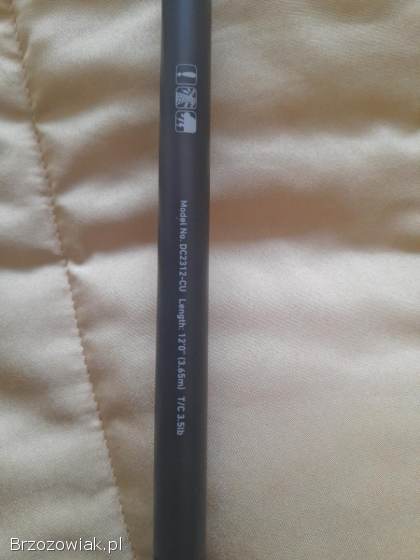 Model No. DC2312-CU Length: 12'0" (3.65m) T/C 3.5lb
Brzozowiak.pl